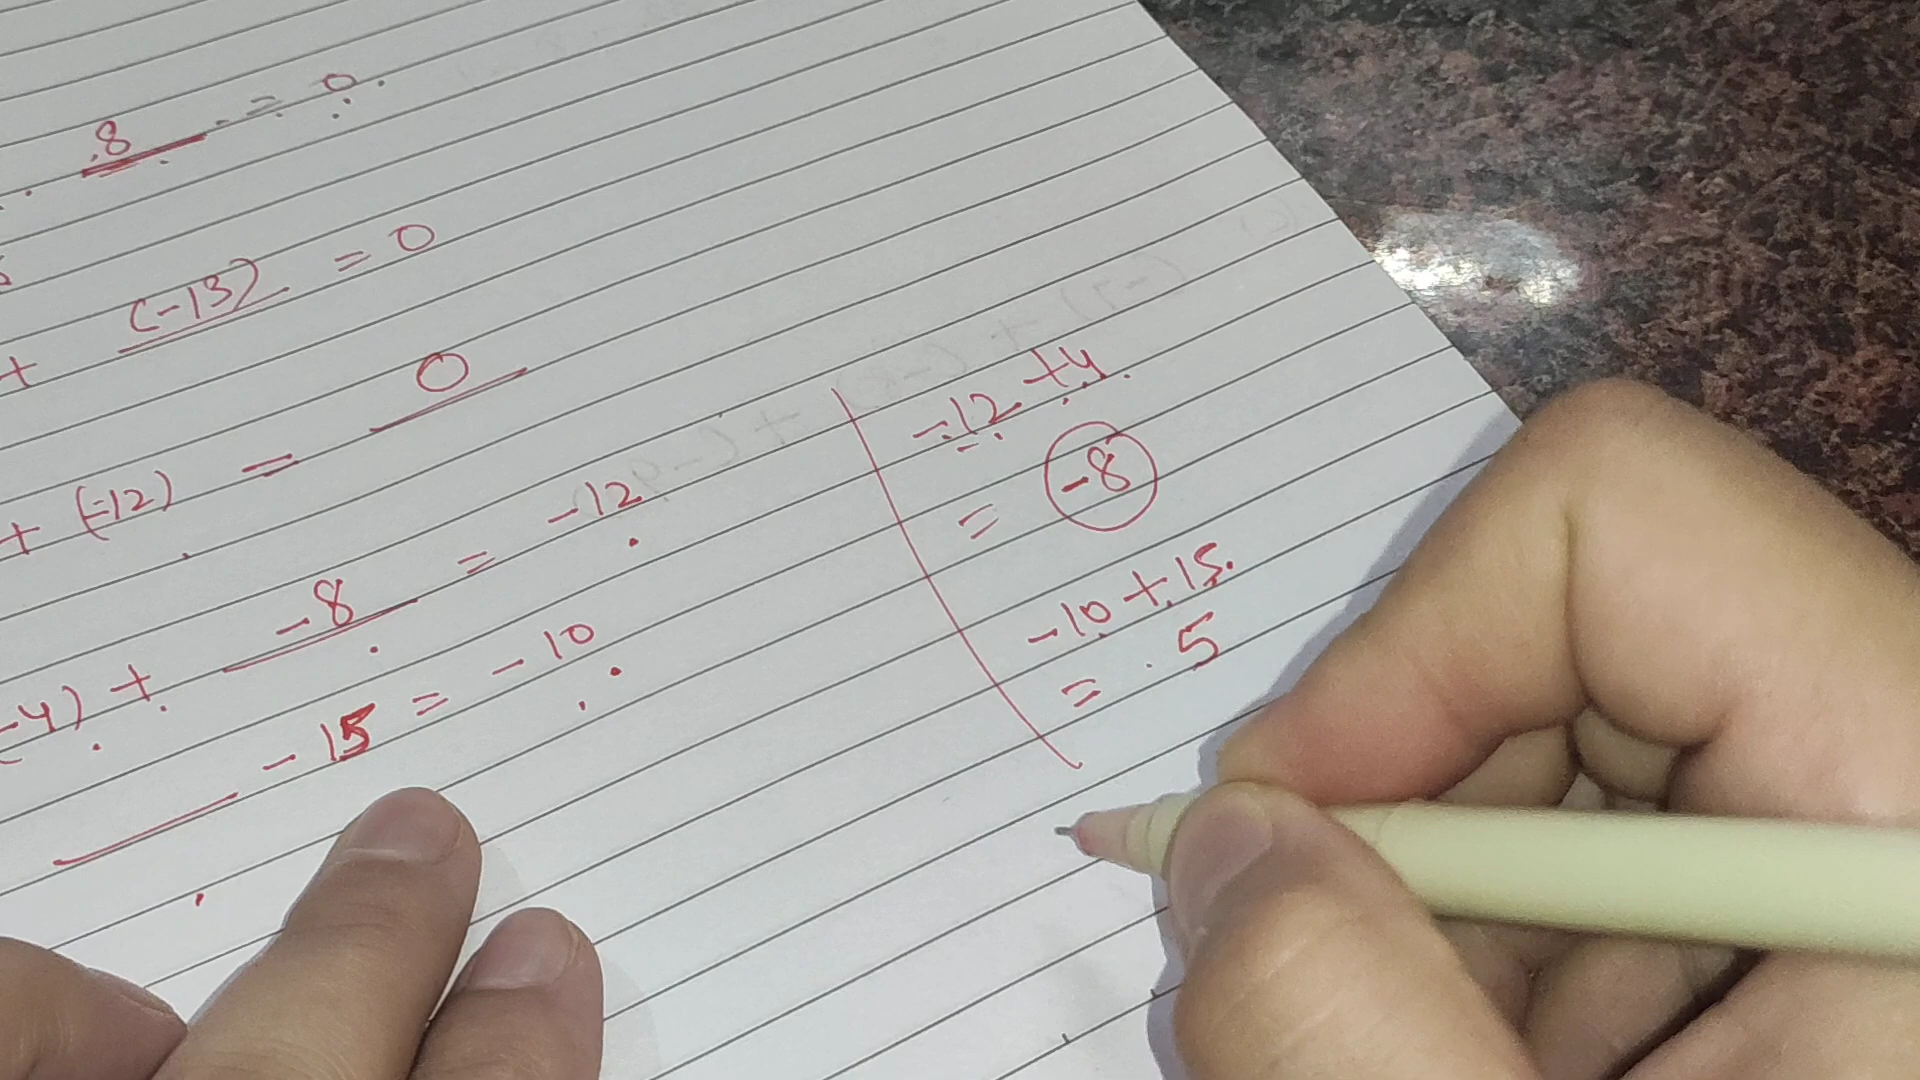 8 = 0
+ (-13) = 0
+ (-12) = 0
-4) + -8 = -12
- 15 = -10
-12 + 4
= -8
-10 + 15
= 5